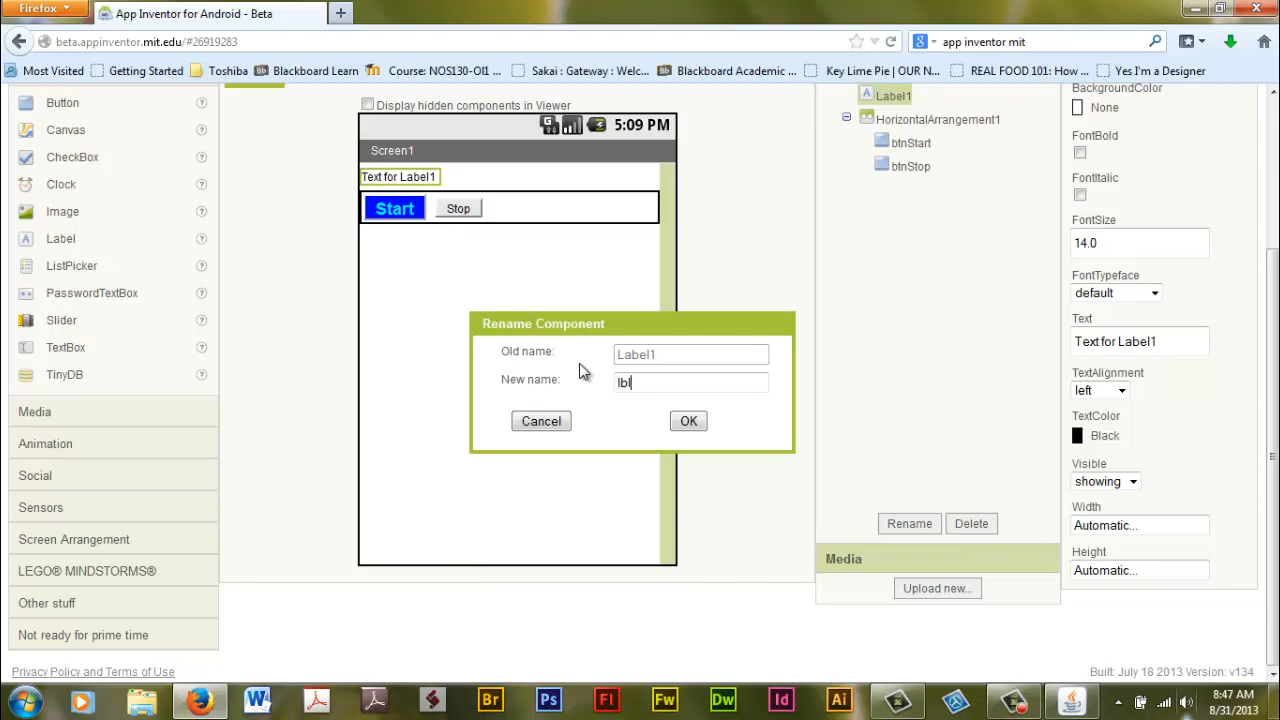 Firefox
App Inventor for Android - Beta
beta.appinventor.mit.edu/#26919283
app inventor mit
Most Visited
Getting Started
Toshiba
Blackboard Learn
Course: NOS130-OI1 ...
Sakai : Gateway : Welc...
Blackboard Academic ...
Key Lime Pie | OUR N...
REAL FOOD 101: How ...
Yes I'm a Designer
Button ?
Canvas ?
CheckBox ?
Clock ?
Image ?
Label ?
ListPicker ?
PasswordTextBox ?
Slider ?
TextBox ?
TinyDB ?
Media
Animation
Social
Sensors
Screen Arrangement
LEGO® MINDSTORMS®
Other stuff
Not ready for prime time
Display hidden components in Viewer
5:09 PM
Screen1
Text for Label1
Start
Stop
Rename Component
Old name:
Label1
New name:
lbl
Cancel
OK
Label1
HorizontalArrangement1
btnStart
btnStop
Rename
Delete
Media
Upload new...
BackgroundColor
None
FontBold
FontItalic
FontSize
14.0
FontTypeface
default
Text
Text for Label1
TextAlignment
left
TextColor
Black
Visible
showing
Width
Automatic...
Height
Automatic...
Privacy Policy and Terms of Use
Built: July 18 2013 Version: v134
Br
Ps
Fl
Fw
Dw
Id
Ai
8:47 AM
8/31/2013